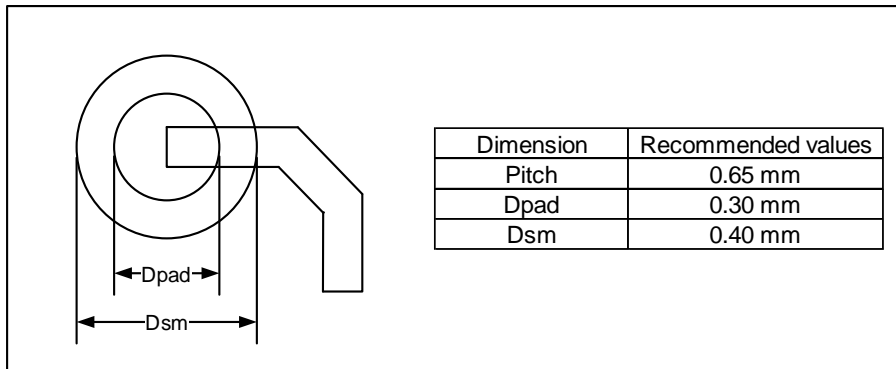 Dpad
Dsm
Dimension Recommended values
Pitch 0.65 mm
Dpad 0.30 mm
Dsm 0.40 mm